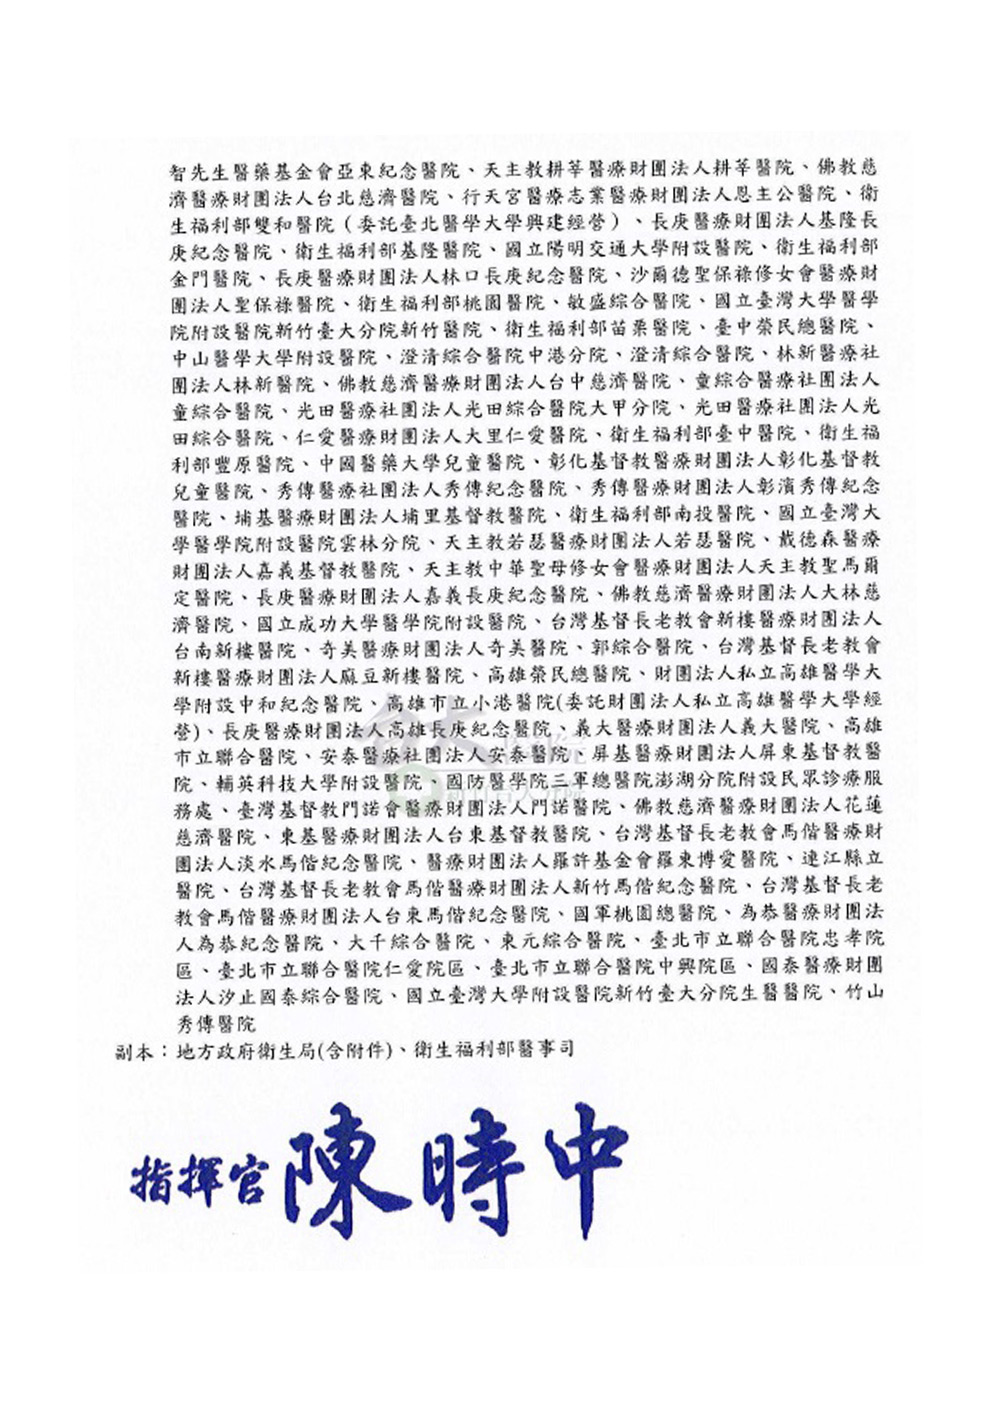 智先生醫藥基金會亞東紀念醫院、天主教耕莘醫療財團法人耕莘醫院、佛教慈
濟醫療財團法人台北慈濟醫院、行天宮醫療志業醫療財團法人恩主公醫院、衛
生福利部雙和醫院（委託臺北醫學大學興建經營）、長庚醫療財團法人基隆長
庚紀念醫院、衛生福利部基隆醫院、國立陽明交通大學附設醫院、衛生福利部
金門醫院、長庚醫療財團法人林口長庚紀念醫院、沙爾德聖保祿修女會醫療財
團法人聖保祿醫院、衛生福利部桃園醫院、敏盛綜合醫院、國立臺灣大學醫學
院附設醫院新竹臺大分院新竹醫院、衛生福利部苗栗醫院、臺中榮民總醫院、
中山醫學大學附設醫院、澄清綜合醫院中港分院、澄清綜合醫院、林新醫療社
團法人林新醫院、佛教慈濟醫療財團法人台中慈濟醫院、童綜合醫療社團法人
童綜合醫院、光田醫療社團法人光田綜合醫院大甲分院、光田醫療社團法人光
田綜合醫院、仁愛醫療財團法人大里仁愛醫院、衛生福利部臺中醫院、衛生福
利部豐原醫院、中國醫藥大學兒童醫院、彰化基督教醫療財團法人彰化基督教
兒童醫院、秀傳醫療社團法人秀傳紀念醫院、秀傳醫療財團法人彰濱秀傳紀念
醫院、埔基醫療財團法人埔里基督教醫院、衛生福利部南投醫院、國立臺灣大
學醫學院附設醫院雲林分院、天主教若瑟醫療財團法人若瑟醫院、戴德森醫療
財團法人嘉義基督教醫院、天主教中華聖母修女會醫療財團法人天主教聖馬爾
定醫院、長庚醫療財團法人嘉義長庚紀念醫院、佛教慈濟醫療財團法人大林慈
濟醫院、國立成功大學醫學院附設醫院、台灣基督長老教會新樓醫療財團法人
台南新樓醫院、奇美醫療財團法人奇美醫院、郭綜合醫院、台灣基督長老教會
新樓醫療財團法人麻豆新樓醫院、高雄榮民總醫院、財團法人私立高雄醫學大
學附設中和紀念醫院、高雄市立小港醫院(委託財團法人私立高雄醫學大學經
營)、長庚醫療財團法人高雄長庚紀念醫院、義大醫療財團法人義大醫院、高雄
市立聯合醫院、安泰醫療社團法人安泰醫院、屏基醫療財團法人屏東基督教醫
院、輔英科技大學附設醫院、國防醫學院三軍總醫院澎湖分院附設民眾診療服
務處、臺灣基督教門諾會醫療財團法人門諾醫院、佛教慈濟醫療財團法人花蓮
慈濟醫院、東基醫療財團法人台東基督教醫院、台灣基督長老教會馬偕醫療財
團法人淡水馬偕紀念醫院、醫療財團法人羅許基金會羅東博愛醫院、連江縣立
醫院、台灣基督長老教會馬偕醫療財團法人新竹馬偕紀念醫院、台灣基督長老
教會馬偕醫療財團法人台東馬偕紀念醫院、國軍桃園總醫院、為恭醫療財團法
人為恭紀念醫院、大千綜合醫院、東元綜合醫院、臺北市立聯合醫院忠孝院
區、臺北市立聯合醫院仁愛院區、臺北市立聯合醫院中興院區、國泰醫療財團
法人汐止國泰綜合醫院、國立臺灣大學附設醫院新竹臺大分院生醫醫院、竹山
秀傳醫院
副本：地方政府衛生局(含附件)、衛生福利部醫事司
指揮官 陳時中